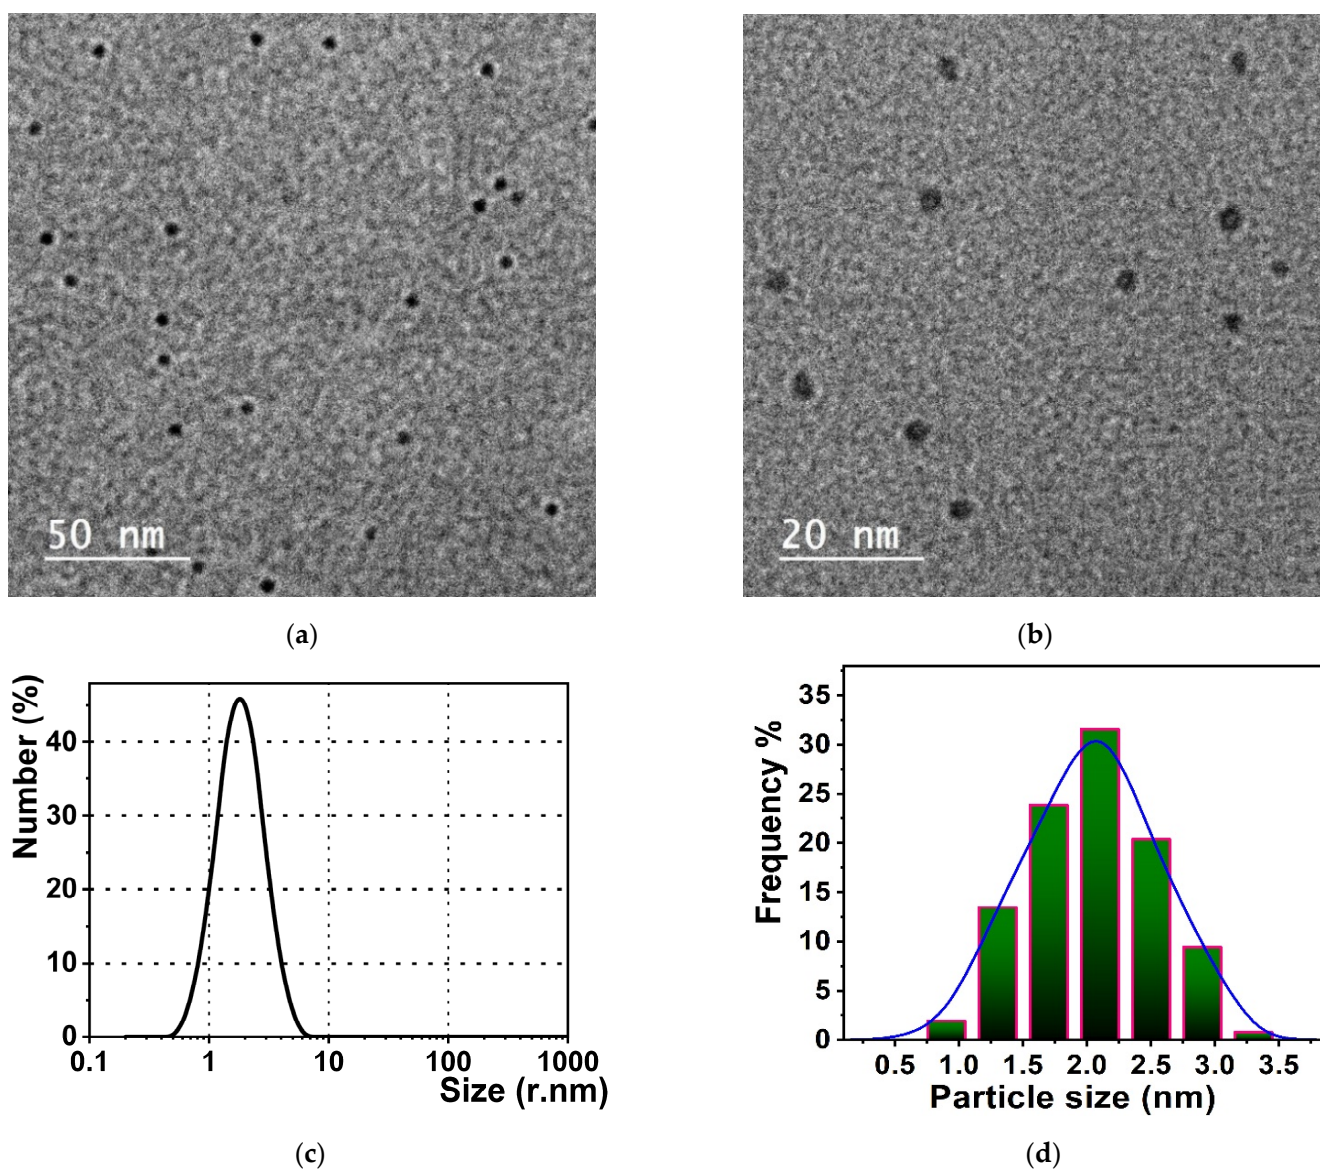 50 nm
20 nm
(a)
(b)
Number (%)
40
30
20
10
0
0.1 1 10 100 1000
Size (r.nm)
(c)
Frequency %
35
30
25
20
15
10
5
0
0.5 1.0 1.5 2.0 2.5 3.0 3.5
Particle size (nm)
(d)